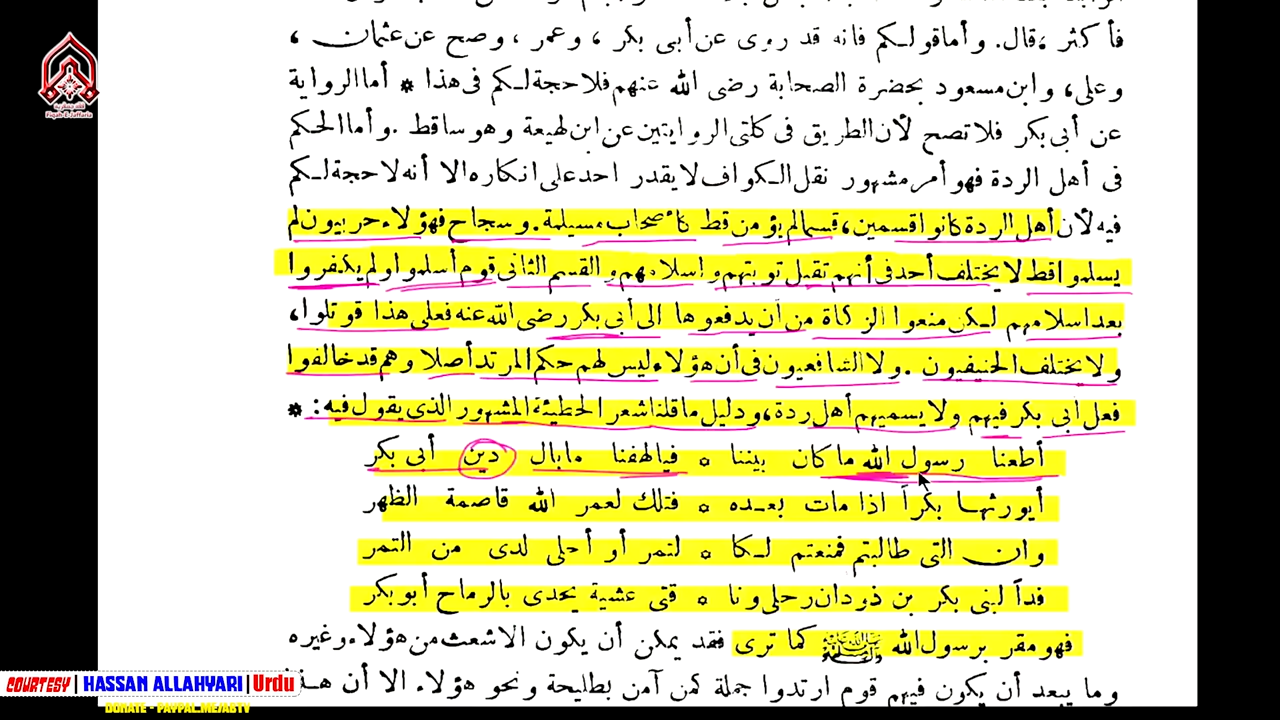 فأكثر ، قال. وأما قولكم فانه قد روى عن أبى بكر ، وعمر ، وصح عن عثمان ،
وعلى، وابن مسعود بحضرة الصحابة رضى الله عنهم فلا حجة لكم فى هذا * أما الرواية
عن أبى بكر فلا تصح لأن الطريق فى كلتى الروايتين عن ابن لهيعة وهو ساقط . وأما الحكم
فى أهل الردة فهو أمر مشهور نقل الكواف لا يقدر احد على انكاره الا أنه لا حجة لكم
فيه لأن أهل الردة كانوا قسمين، قسما لم يؤمن قط كأصحاب مسيلمة. وسجاح فهؤلاء حربيون لم
يسلموا قط لا يختلف أحد فى أنهم تقبل توبتهم واسلامهم والقسم الثانى قوم أسلموا ولم يكفروا
بعد اسلامهم لكن منعوا الزكاة من أن يدفعوها الى أبى بكر رضى الله عنه فعلى هذا قوتلوا،
ولا يختلف الحنيفيون . ولا الشافعيون فى أن هؤلاء ليس لهم حكم المرتد أصلا وهم قد خالفوا
فعل أبى بكر فيهم ولا يسميهم أهل ردة، ودليل ما قلنا شعر الحطيئة المشهور الذى يقول فيه: *
أطعنا رسول الله ما كان بيننا * فيالهفنا ما بال دين أبى بكر
أيورثها بكراً اذا مات بعده * فتلك لعمر الله قاصمة الظهر
وان التى طالبتم فمنعتم لكا * لتمر أو أحلى لدى من التمر
فداً لبنى بكر بن ذودان رحلى ونا * قتى عشية يحدى بالرماح أبو بكر
فهو مقر برسول الله ﷺ كما ترى فقد يمكن أن يكون الاشعث من هؤلاء وغيره
وما يبعد أن يكون فيهم قوم ارتدوا جملة كمن آمن بطليحة ونحو هؤلاء الا أن هذا
Fiqah-E-Jaffaria
COURTESY | HASSAN ALLAHYARI | Urdu
DONATE - PAYPAL.ME/ABTV